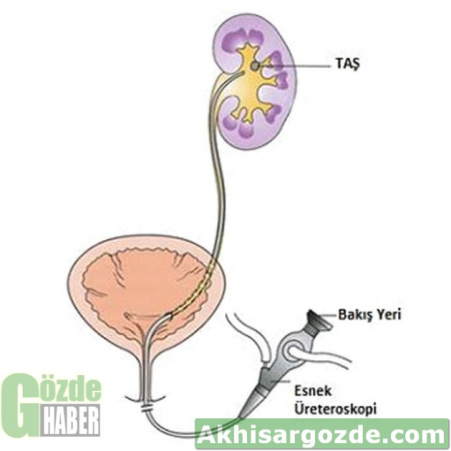 TAŞ
Bakış Yeri
Esnek
Üreteroskopi
Gözde
HABER
Akhisargozde.com